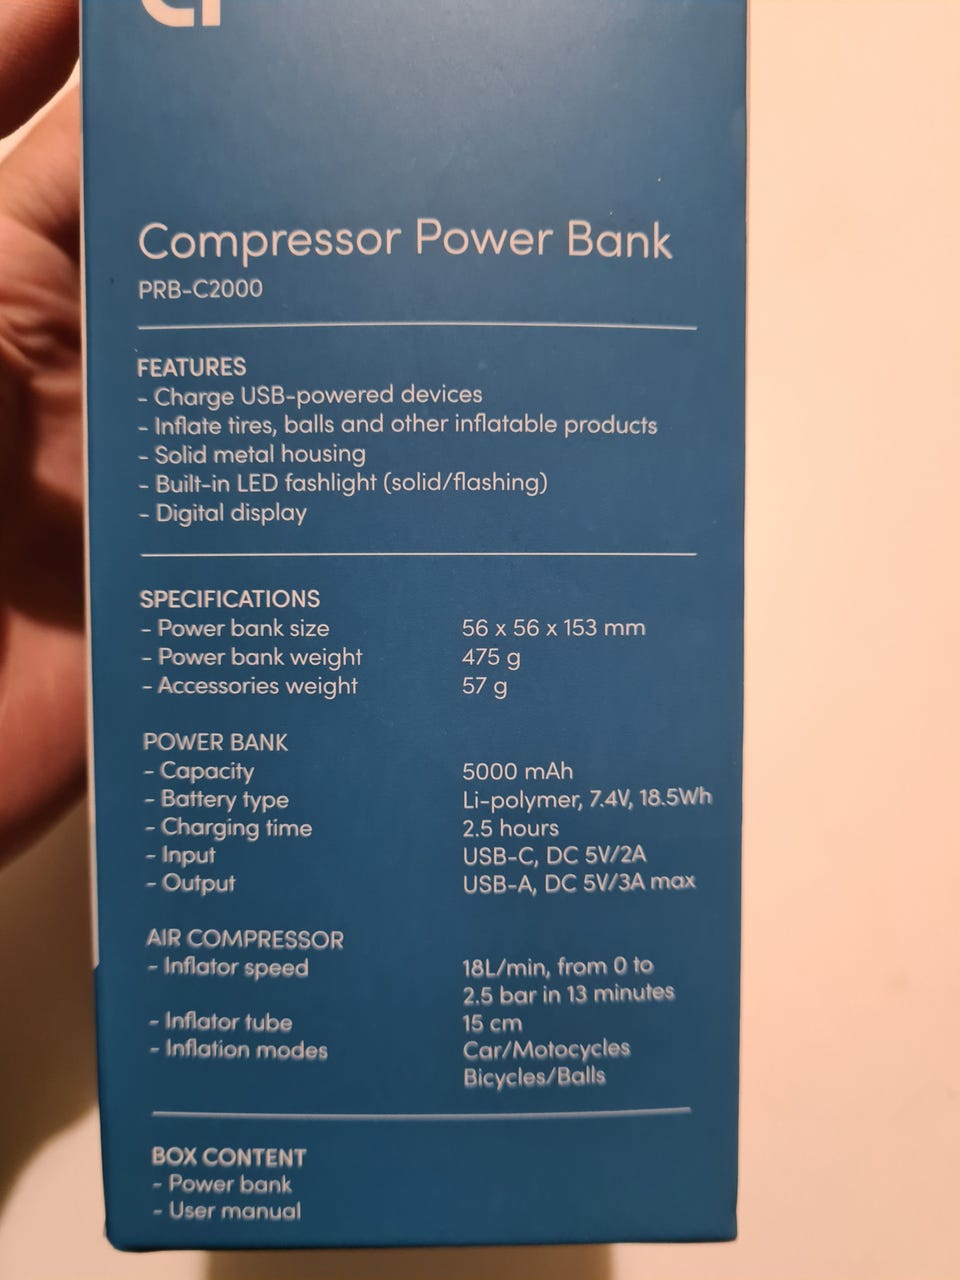 Compressor Power Bank
PRB-C2000
FEATURES
- Charge USB-powered devices
- Inflate tires, balls and other inflatable products
- Solid metal housing
- Built-in LED fashlight (solid/flashing)
- Digital display
SPECIFICATIONS
- Power bank size 56 x 56 x 153 mm
- Power bank weight 475 g
- Accessories weight 57 g
POWER BANK
- Capacity 5000 mAh
- Battery type Li-polymer, 7.4V, 18.5Wh
- Charging time 2.5 hours
- Input USB-C, DC 5V/2A
- Output USB-A, DC 5V/3A max
AIR COMPRESSOR
- Inflator speed 18L/min, from 0 to
2.5 bar in 13 minutes
- Inflator tube 15 cm
- Inflation modes Car/Motocycles
Bicycles/Balls
BOX CONTENT
- Power bank
- User manual